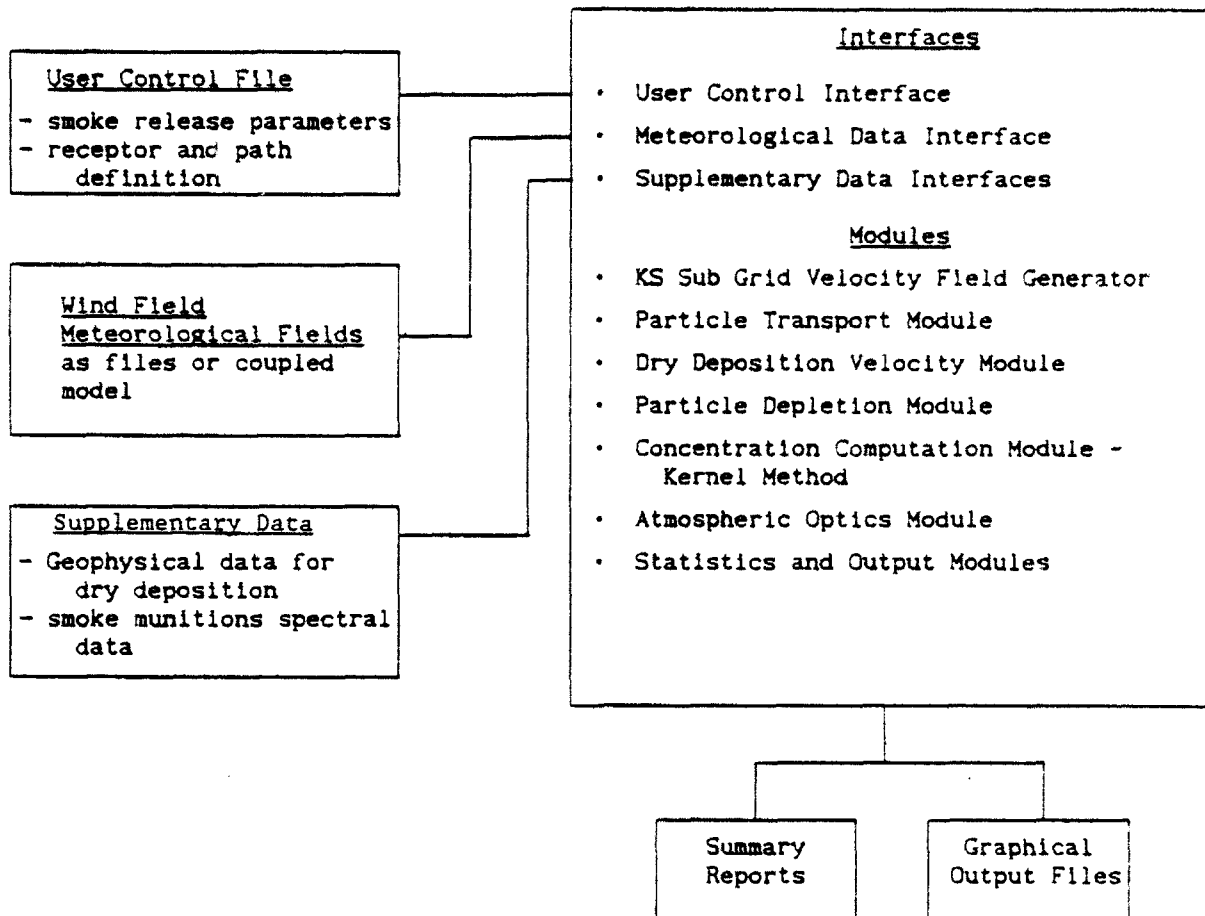 User Control File
- smoke release parameters
- receptor and path
definition
Wind Field
Meteorological Fields
as files or coupled
model
Supplementary Data
- Geophysical data for
dry deposition
- smoke munitions spectral
data
Interfaces
· User Control Interface
· Meteorological Data Interface
· Supplementary Data Interfaces
Modules
· KS Sub Grid Velocity Field Generator
· Particle Transport Module
· Dry Deposition Velocity Module
· Particle Depletion Module
· Concentration Computation Module -
Kernel Method
· Atmospheric Optics Module
· Statistics and Output Modules
Summary
Reports
Graphical
Output Files